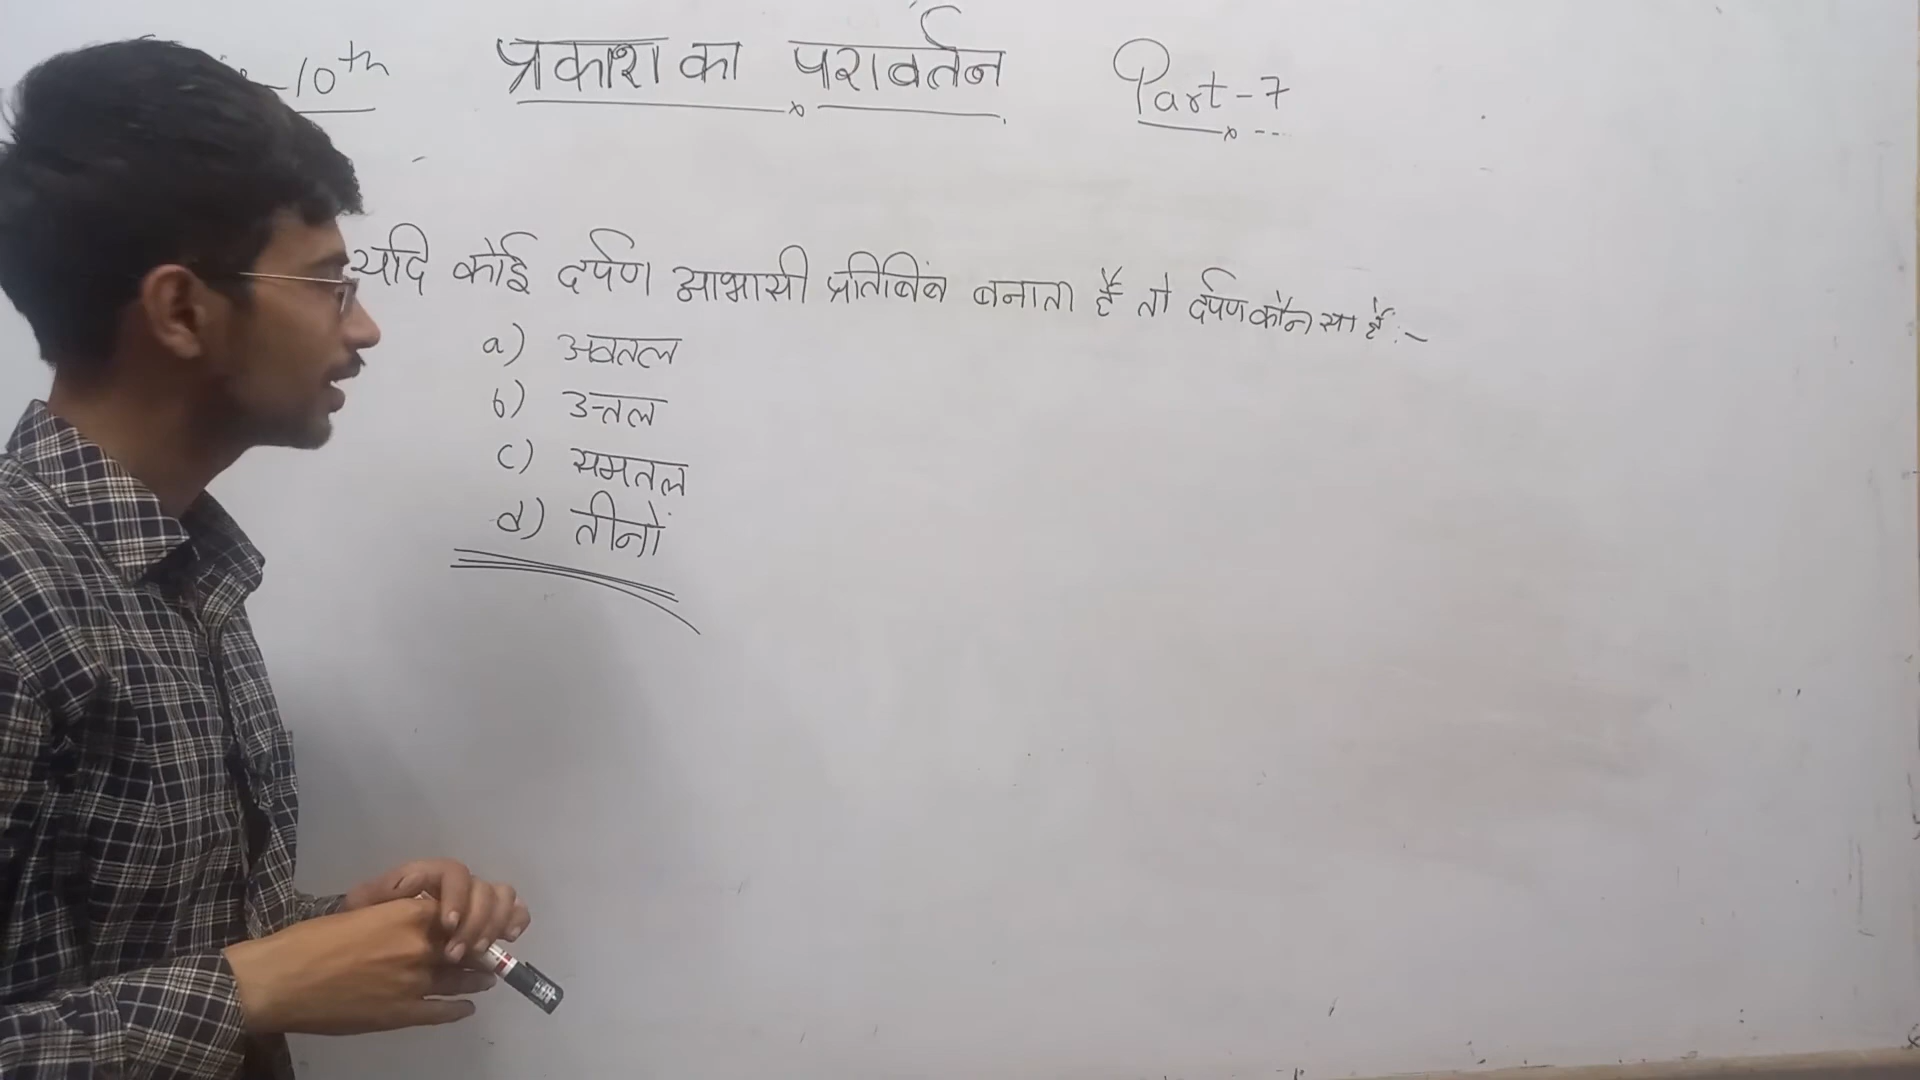 -10th प्रकाश का परावर्तन Part-7
यदि कोई दर्पण आभासी प्रतिबिंब बनाता है तो दर्पण कौन सा है :-
a) अवतल
b) उत्तल
c) समतल
d) तीनों